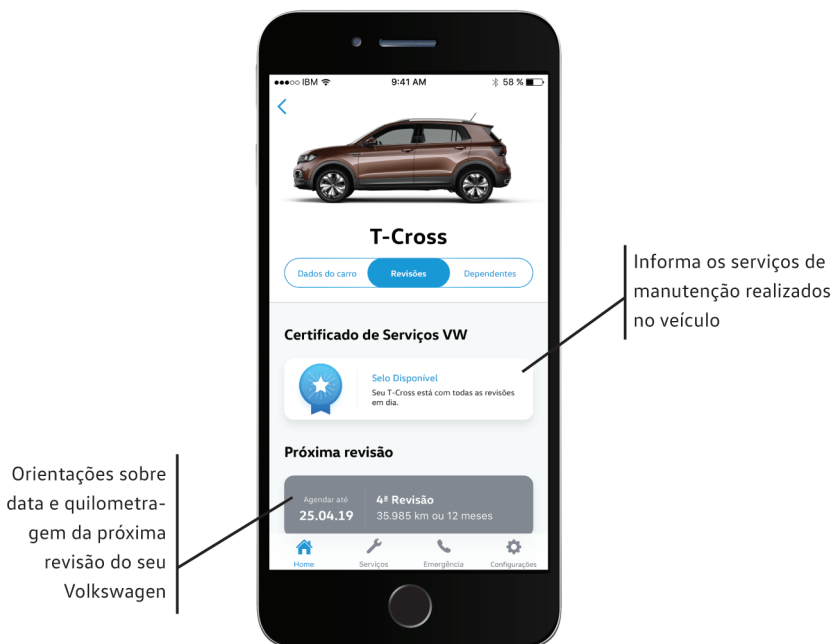 ●●●○○ IBM 9:41 AM 58 %
T-Cross
Dados do carro Revisões Dependentes
Certificado de Serviços VW
Selo Disponível
Seu T-Cross está com todas as revisões
em dia.
Próxima revisão
Agendar até 4ª Revisão
25.04.19 35.985 km ou 12 meses
Home Serviços Emergência Configurações
Informa os serviços de
manutenção realizados
no veículo
Orientações sobre
data e quilometra-
gem da próxima
revisão do seu
Volkswagen